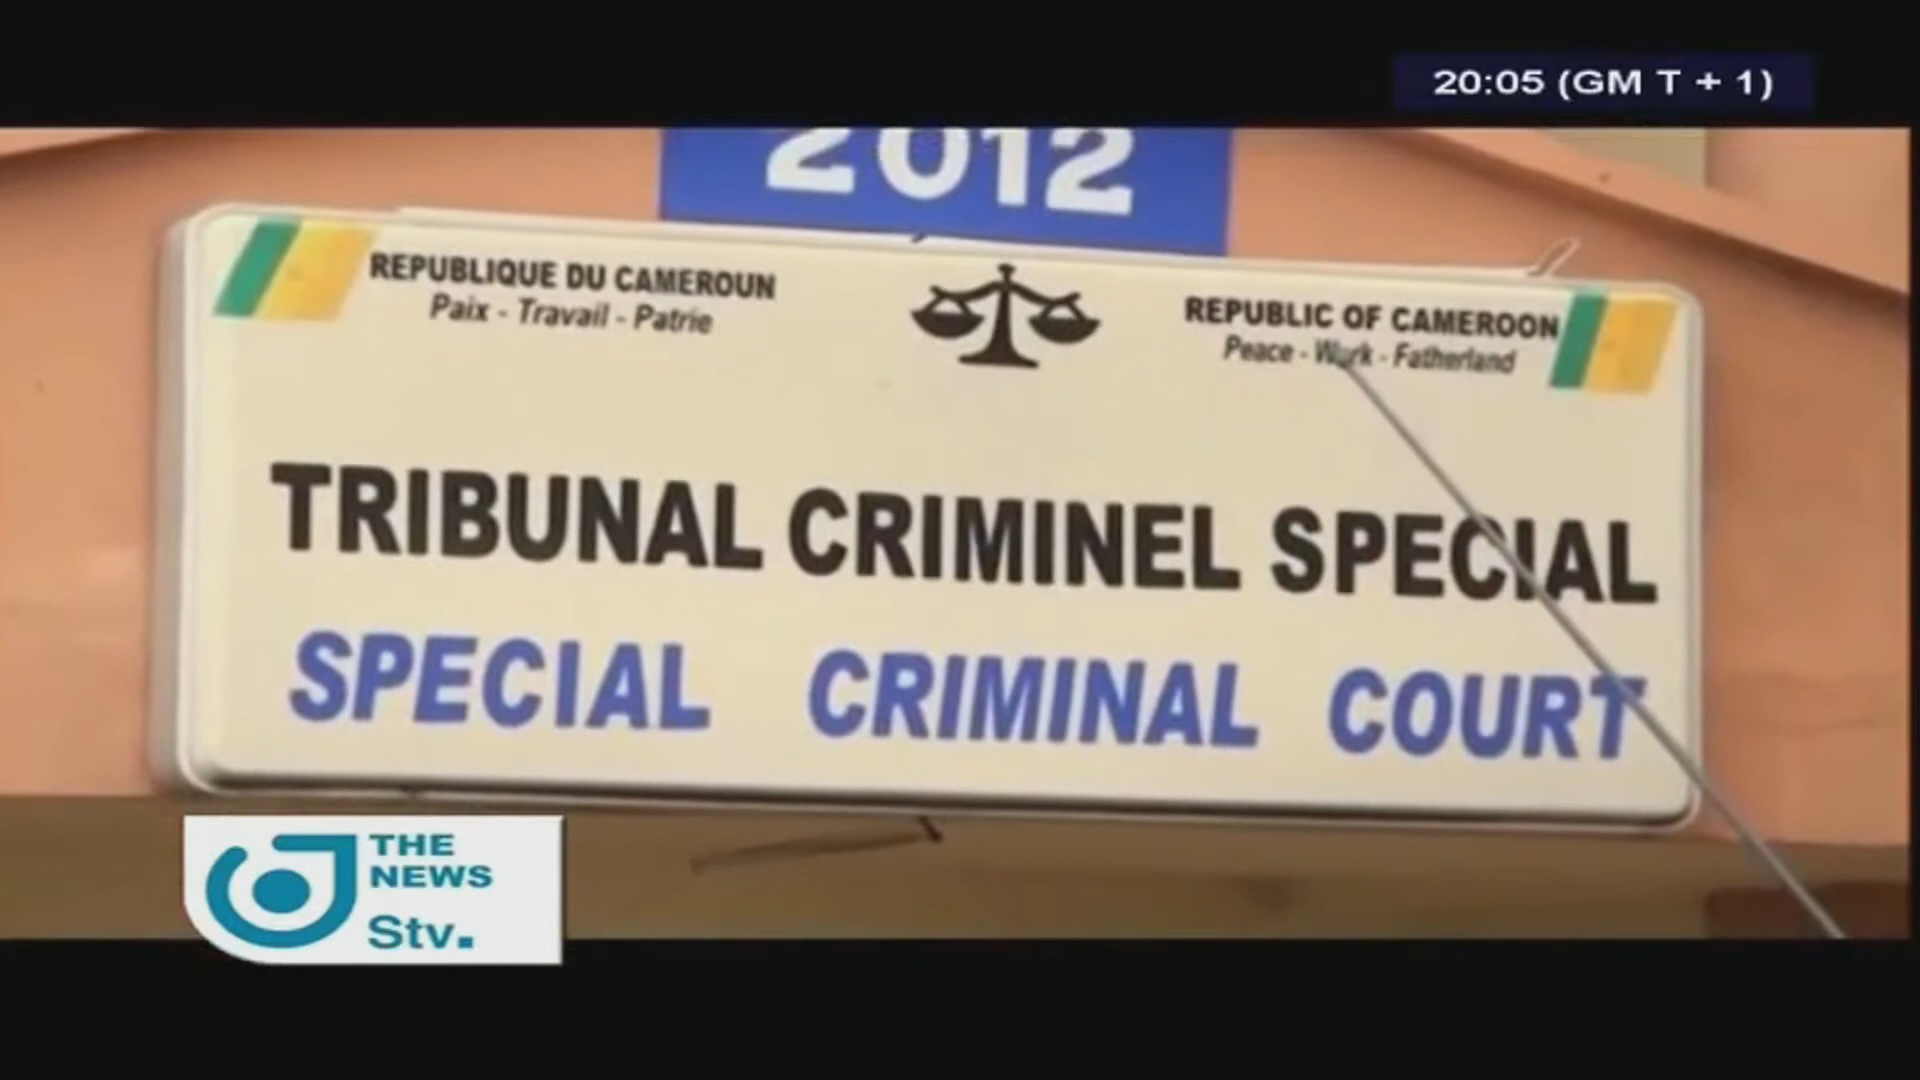 20:05 (GMT + 1)
2012
REPUBLIQUE DU CAMEROUN
Paix - Travail - Patrie
REPUBLIC OF CAMEROON
Peace - Work - Fatherland
TRIBUNAL CRIMINEL SPECIAL
SPECIAL CRIMINAL COURT
THE
NEWS
Stv.